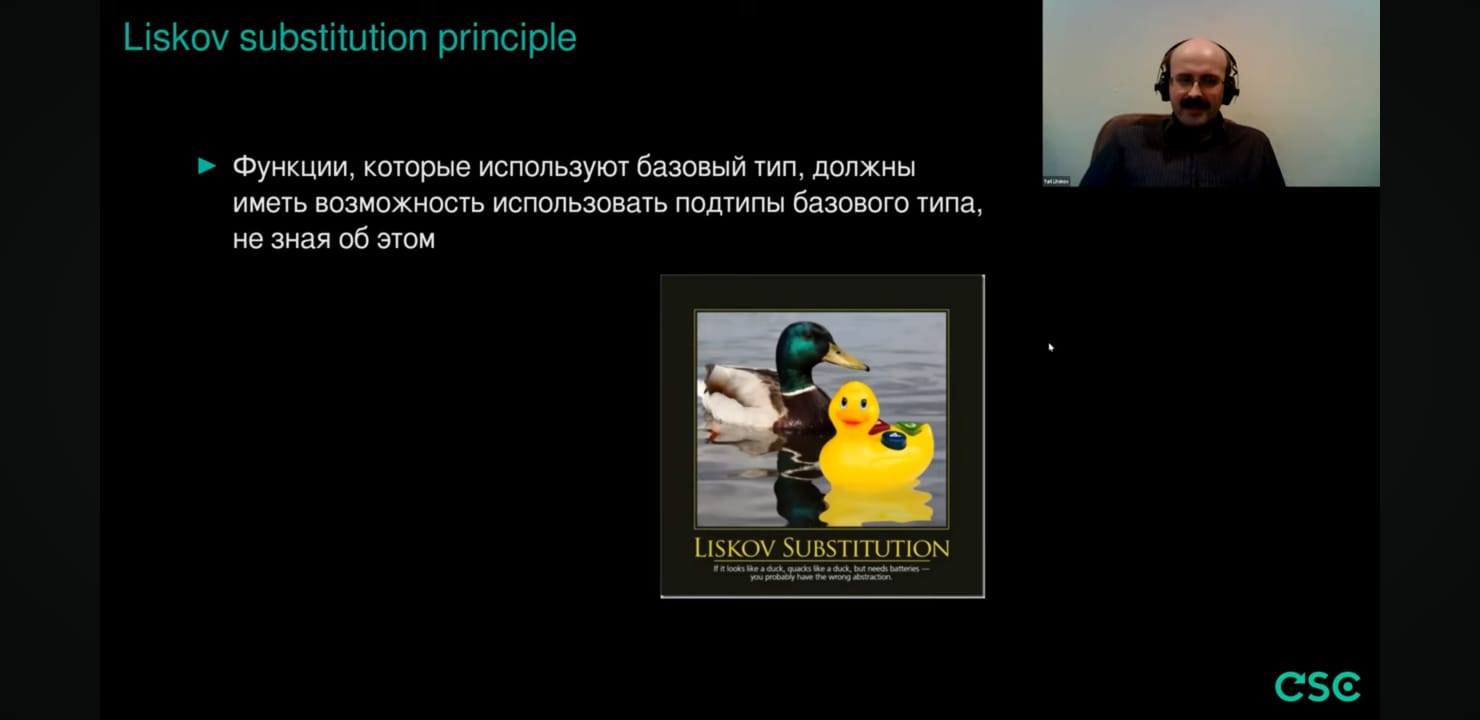 Liskov substitution principle
Функции, которые используют базовый тип, должны
иметь возможность использовать подтипы базового типа,
не зная об этом
LISKOV SUBSTITUTION
If it looks like a duck, quacks like a duck, but needs batteries —
you probably have the wrong abstraction.
CSC